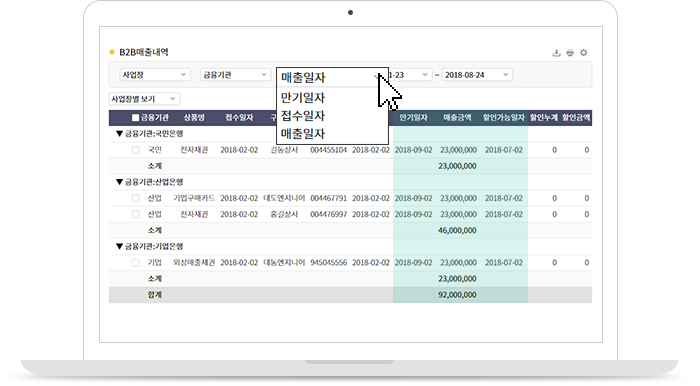 B2B매출내역
사업장 금융기관 매출일자 1-23 ~ 2018-08-24
만기일자
접수일자
매출일자
사업장별 보기
금융기관 상품명 접수일자 구 만기일자 매출금액 할인가능일자 할인누계 할인금액
▼ 금융기관:국민은행
국민 전자채권 2018-02-02 길동상사 004455104 2018-02-02 2018-09-02 23,000,000 2018-07-02 0 0
소계 23,000,000
▼ 금융기관:산업은행
산업 기업구매카드 2018-02-02 대도엔지니어 004467791 2018-02-02 2018-09-02 23,000,000 2018-07-02 0 0
산업 전자채권 2018-02-02 홍길상사 004476997 2018-02-02 2018-09-02 23,000,000 2018-07-02 0 0
소계 46,000,000
▼ 금융기관:기업은행
기업 외상매출채권 2018-02-02 대동엔지니어 945045556 2018-02-02 2018-09-02 23,000,000 2018-07-02 0 0
소계 23,000,000
합계 92,000,000